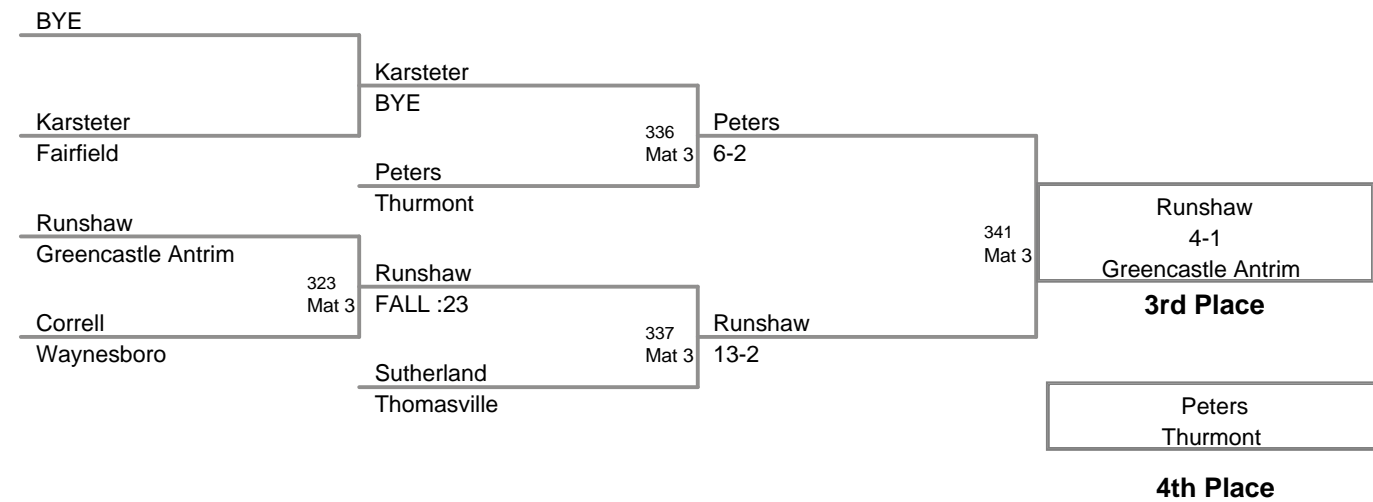 BYE
Karsteter
BYE
Karsteter
Fairfield
336
Mat 3
Peters
6-2
Peters
Thurmont
Runshaw
Greencastle Antrim
323
Mat 3
Runshaw
FALL :23
Correll
Waynesboro
337
Mat 3
Runshaw
13-2
Sutherland
Thomasville
341
Mat 3
Runshaw
4-1
Greencastle Antrim
3rd Place
Peters
Thurmont
4th Place